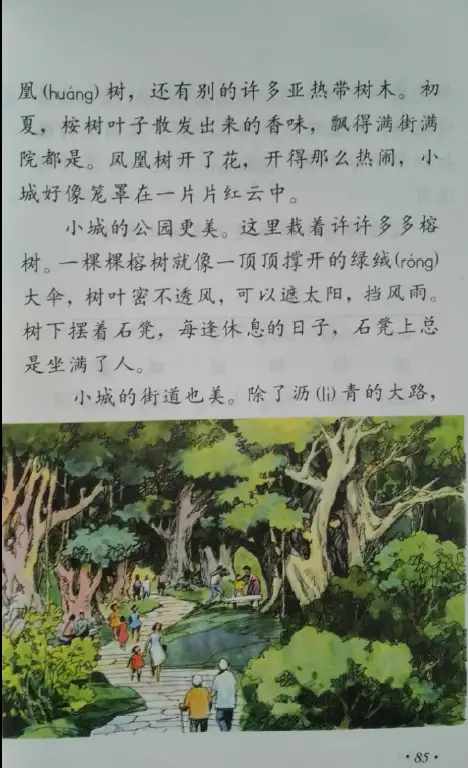 凰(huáng)树，还有别的许多亚热带树木。初
夏，桉树叶子散发出来的香味，飘得满街满
院都是。凤凰树开了花，开得那么热闹，小
城好像笼罩在一片片红云中。
小城的公园更美。这里栽着许许多多榕
树。一棵棵榕树就像一顶顶撑开的绿绒(róng)
大伞，树叶密不透风，可以遮太阳，挡风雨。
树下摆着石凳，每逢休息的日子，石凳上总
是坐满了人。
小城的街道也美。除了沥(lì)青的大路，
·85·